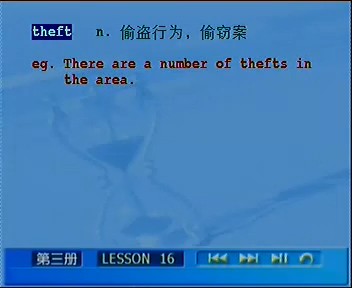 theft n. 偷盗行为，偷窃案
eg. There are a number of thefts in
the area.
第三册 LESSON 16